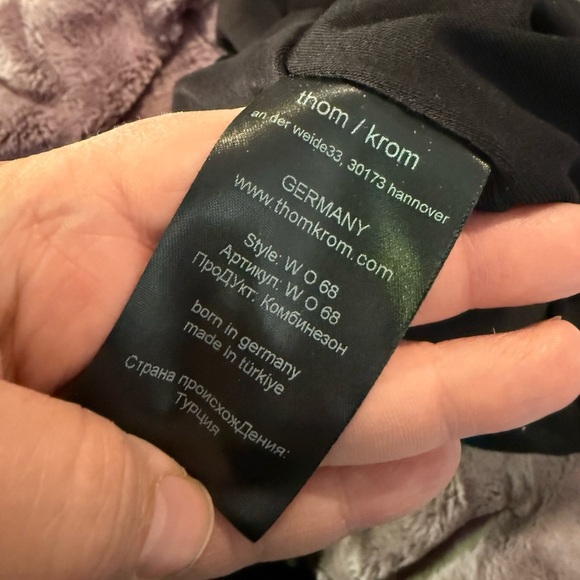 thom / krom
an der weide33, 30173 hannover
GERMANY
www.thomkrom.com
Style: W O 68
Артикул: W O 68
ПроДУКт: Комбинезон
born in germany
made in türkiye
Страна происхожДения:
Турция